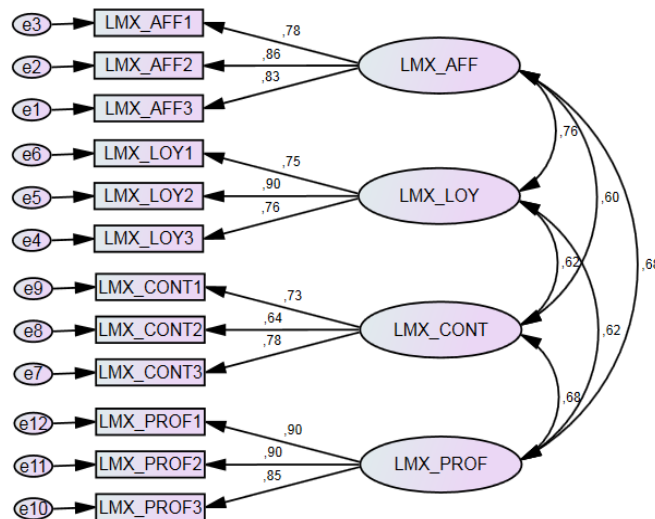 e3 LMX_AFF1 ,78
e2 LMX_AFF2 ,86 LMX_AFF
e1 LMX_AFF3 ,83
e6 LMX_LOY1 ,75 ,76
e5 LMX_LOY2 ,90 LMX_LOY ,60
e4 LMX_LOY3 ,76
,62 ,68
e9 LMX_CONT1 ,73
e8 LMX_CONT2 ,64 LMX_CONT ,62
e7 LMX_CONT3 ,78
,68
e12 LMX_PROF1 ,90
e11 LMX_PROF2 ,90 LMX_PROF
e10 LMX_PROF3 ,85